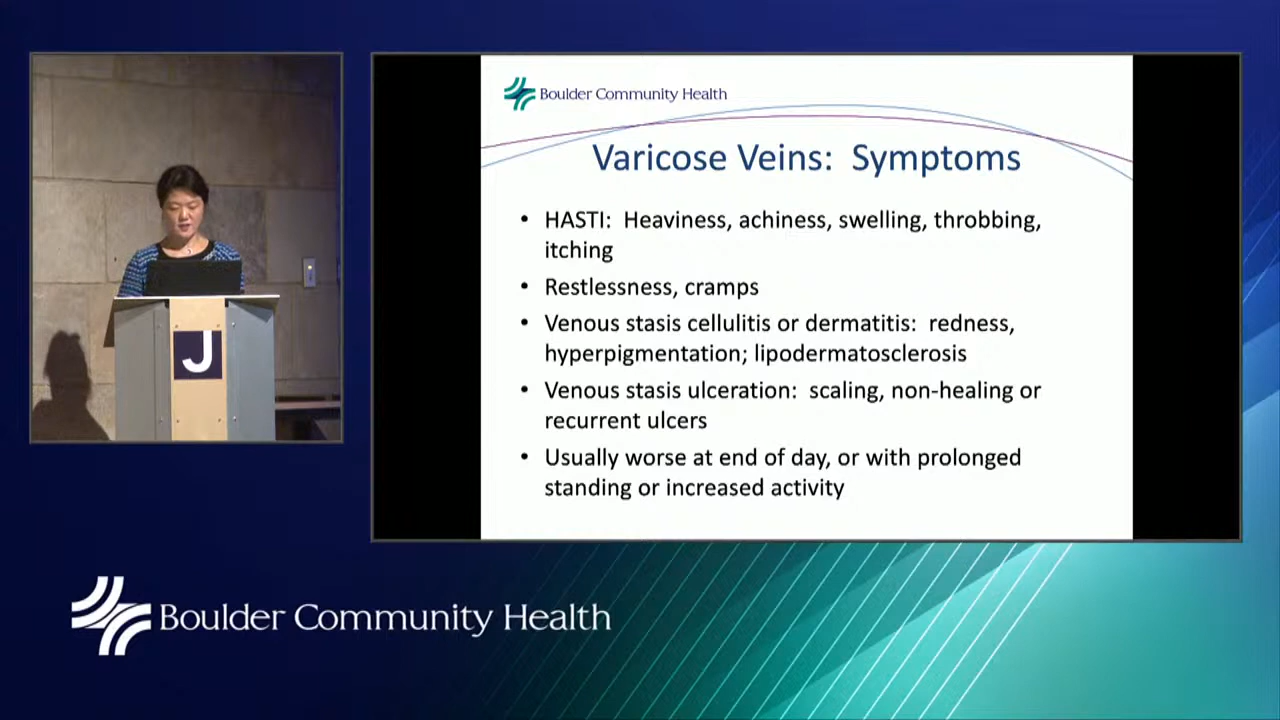 Boulder Community Health
Varicose Veins: Symptoms
• HASTI: Heaviness, achiness, swelling, throbbing,
itching
• Restlessness, cramps
• Venous stasis cellulitis or dermatitis: redness,
hyperpigmentation; lipodermatosclerosis
• Venous stasis ulceration: scaling, non-healing or
recurrent ulcers
• Usually worse at end of day, or with prolonged
standing or increased activity
J
Boulder Community Health